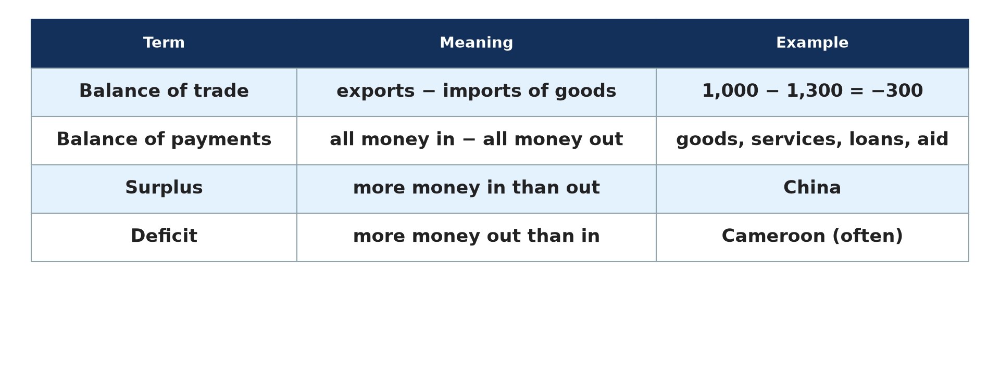 Term Meaning Example
Balance of trade exports − imports of goods 1,000 − 1,300 = −300
Balance of payments all money in − all money out goods, services, loans, aid
Surplus more money in than out China
Deficit more money out than in Cameroon (often)